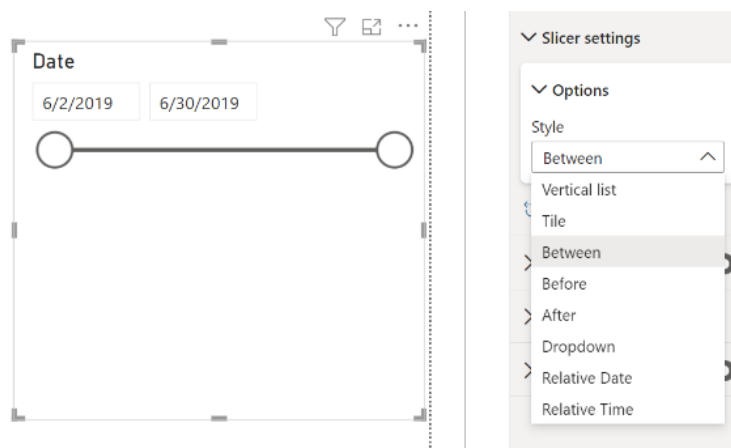 Date
6/2/2019
6/30/2019
Slicer settings
Options
Style
Between
Vertical list
Tile
Between
Before
After
Dropdown
Relative Date
Relative Time